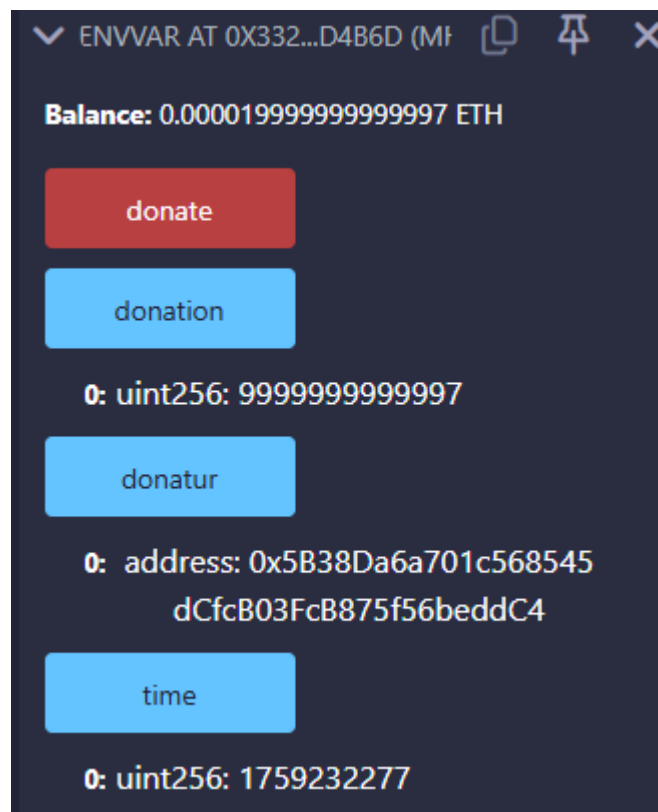 ENVVAR AT 0X332...D4B6D (MI
Balance: 0.000019999999999997 ETH
donate
donation
0: uint256: 9999999999997
donatur
0: address: 0x5B38Da6a701c568545
dCfcB03FcB875f56beddC4
time
0: uint256: 1759232277